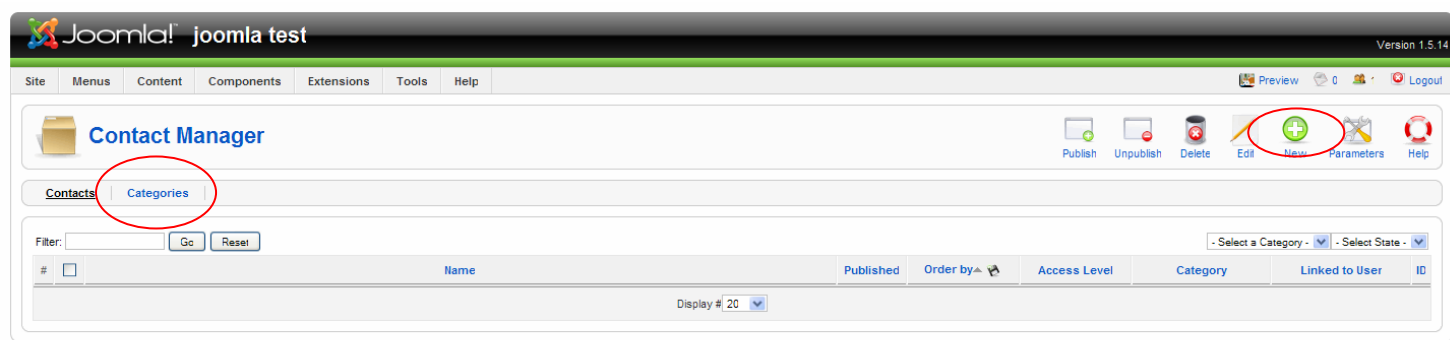 Joomla! joomla test
Version 1.5.14
Site Menus Content Components Extensions Tools Help Preview 0 Logout
Contact Manager
Publish Unpublish Delete Edit New Parameters Help
Contacts Categories
Filter: Go Reset - Select a Category - - Select State -
# Name Published Order by Access Level Category Linked to User ID
Display # 20